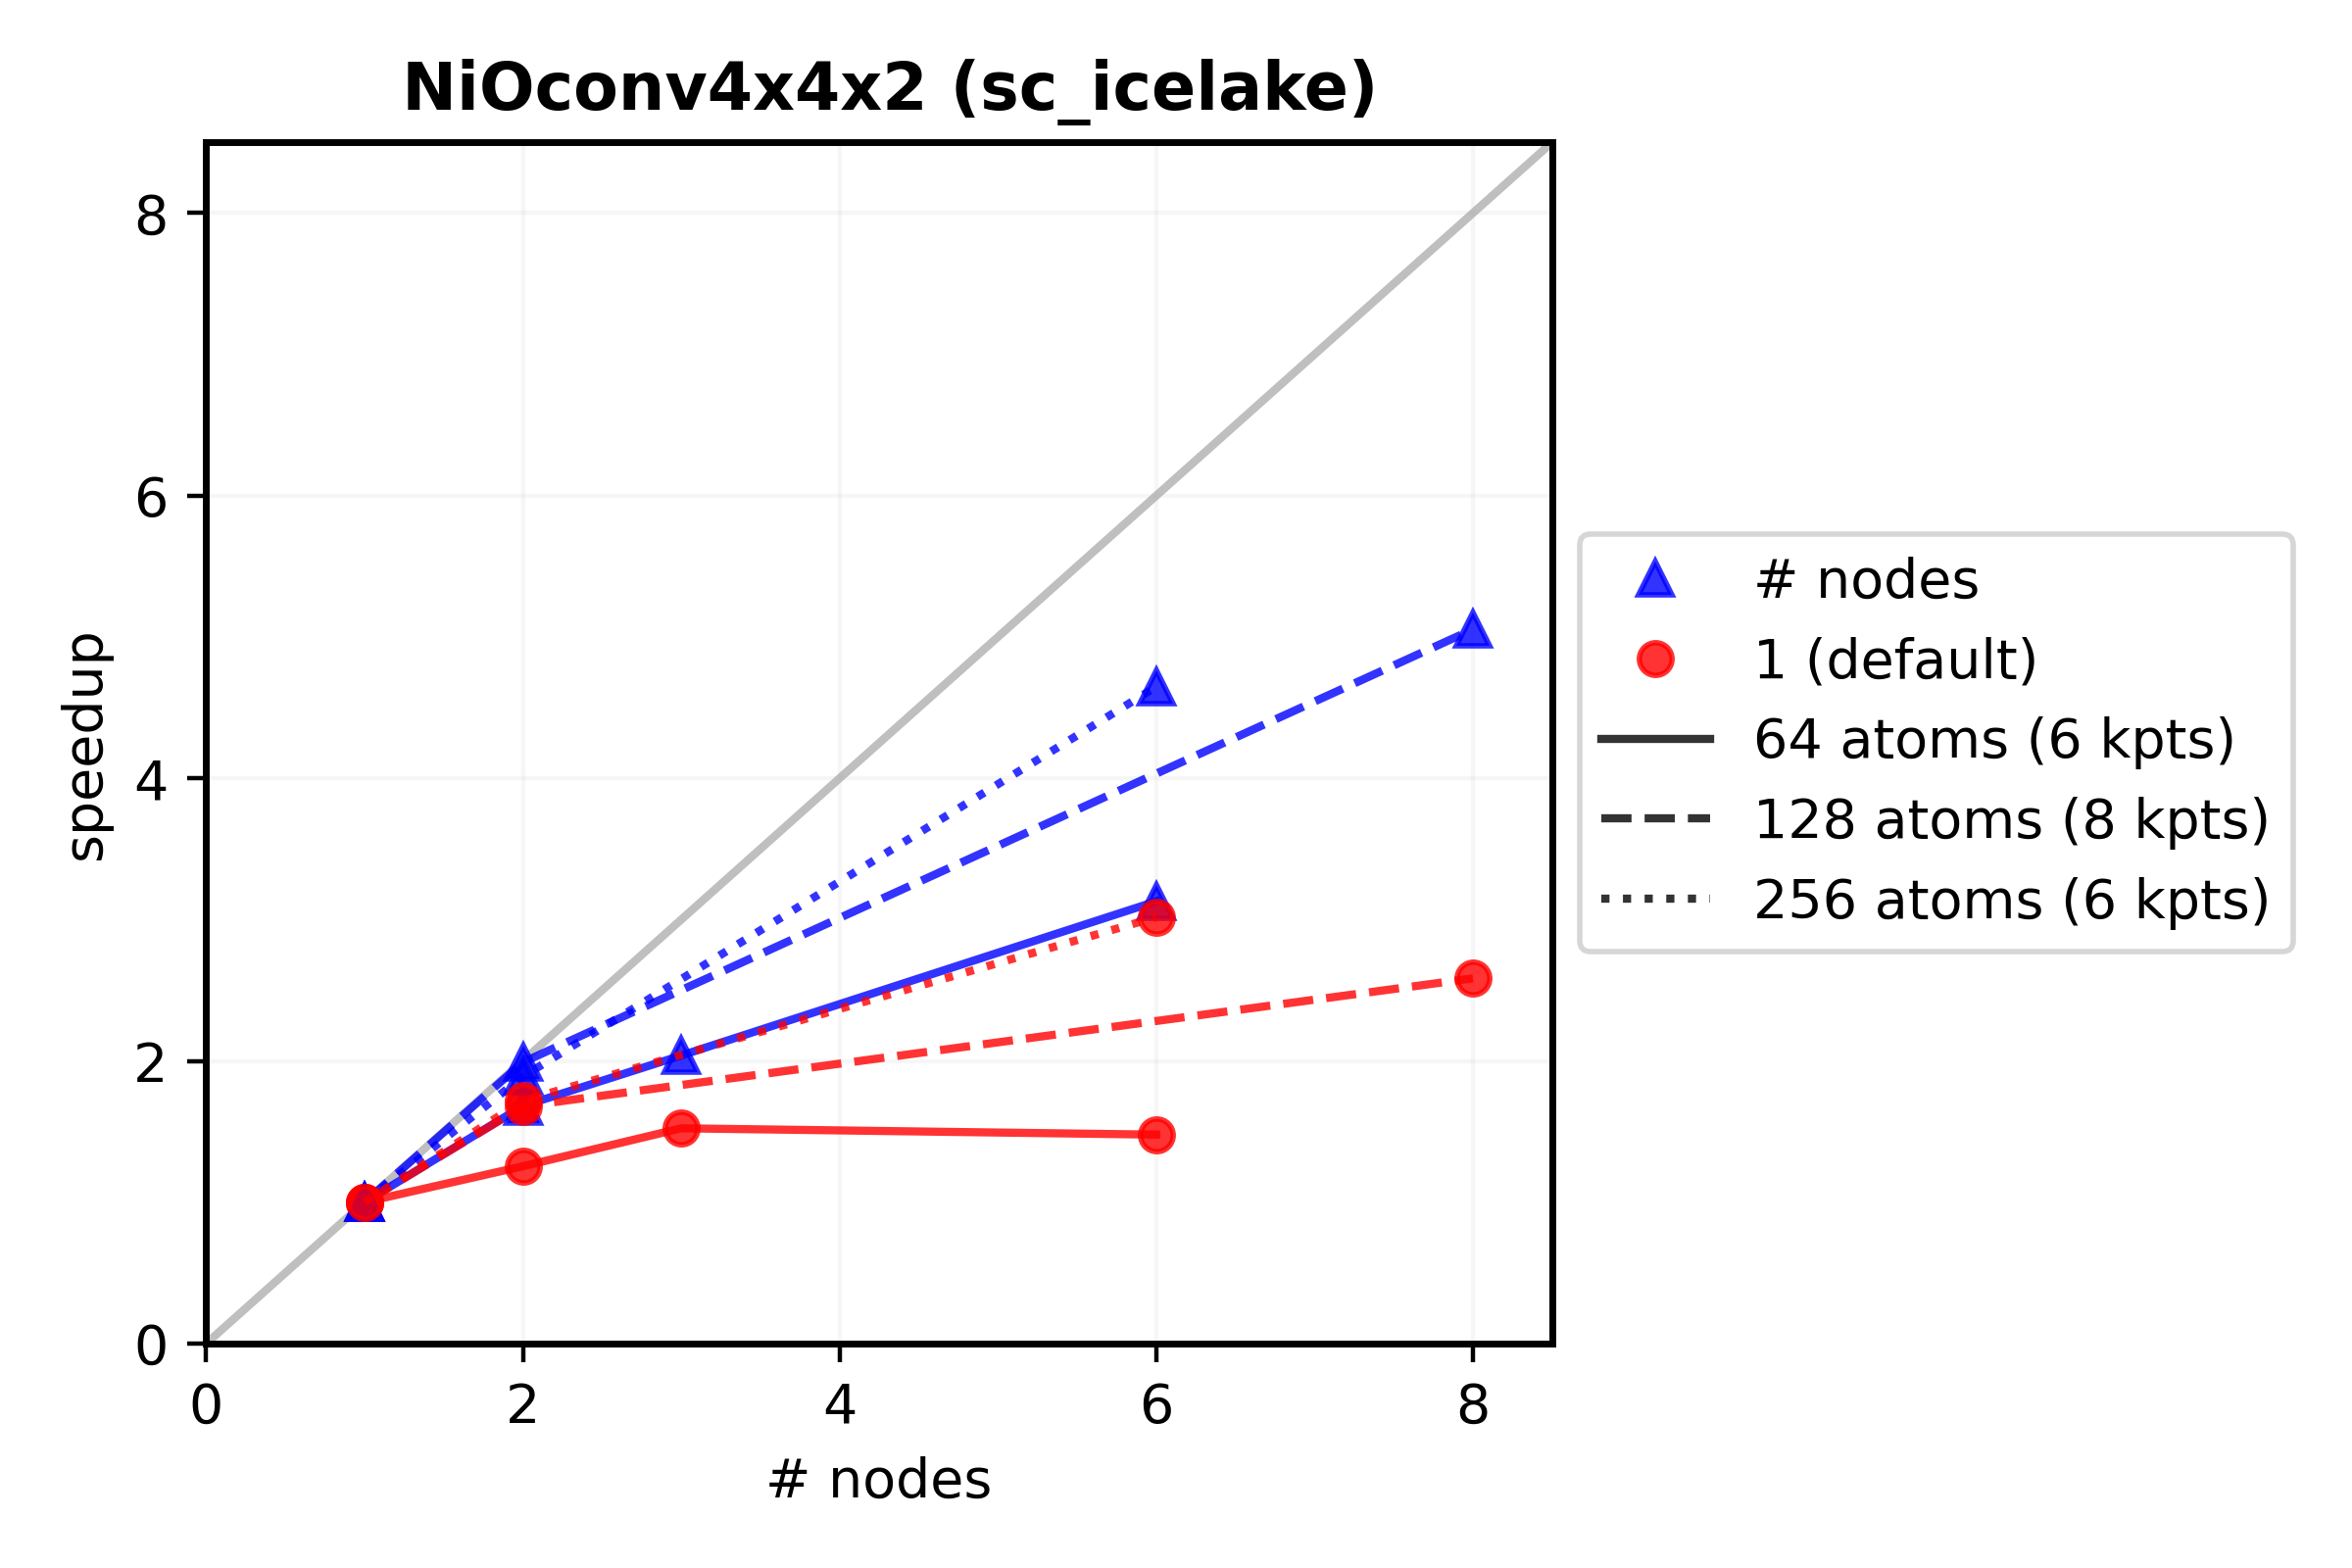 NiOconv4x4x2 (sc_icelake)
8
6
4
2
0
speedup
0 2 4 6 8
# nodes
# nodes
1 (default)
64 atoms (6 kpts)
128 atoms (8 kpts)
256 atoms (6 kpts)